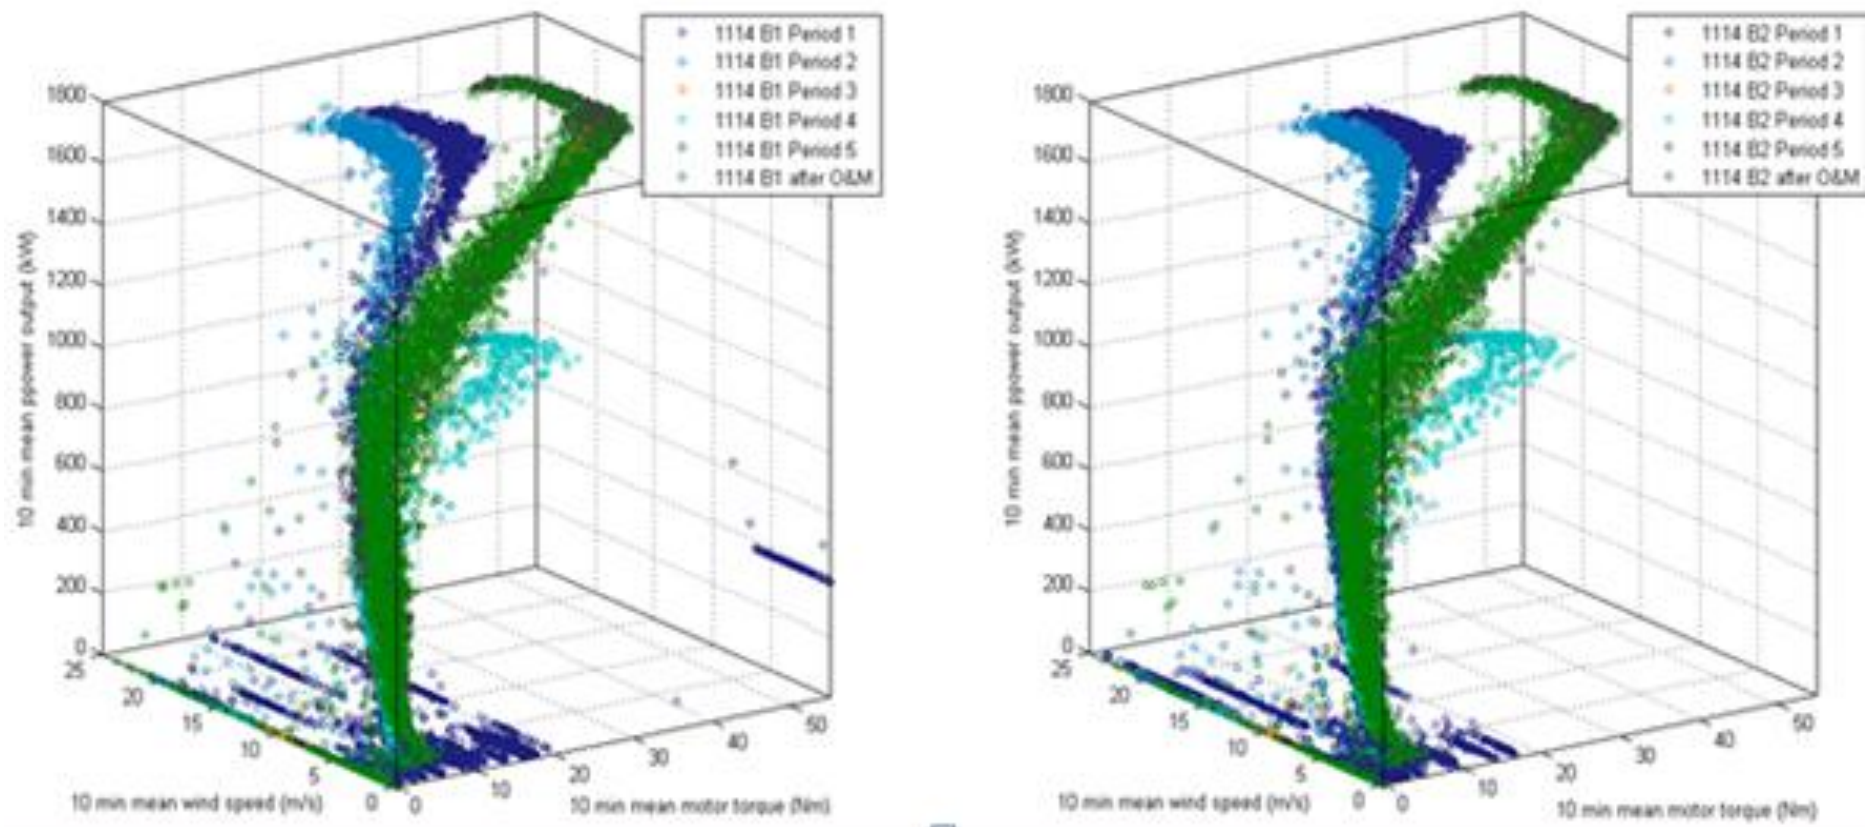 1114 B1 Period 1
1114 B1 Period 2
1114 B1 Period 3
1114 B1 Period 4
1114 B1 Period 5
1114 B1 after O&M
1800
1600
1400
1200
1000
800
600
400
200
0
25
20
15
10
5
0
0
10
20
30
40
50
10 min mean ppower output (kW)
10 min mean wind speed (m/s)
10 min mean motor torque (Nm)
1114 B2 Period 1
1114 B2 Period 2
1114 B2 Period 3
1114 B2 Period 4
1114 B2 Period 5
1114 B2 after O&M
1800
1600
1400
1200
1000
800
600
400
200
0
25
20
15
10
5
0
0
10
20
30
40
50
10 min mean ppower output (kW)
10 min mean wind speed (m/s)
10 min mean motor torque (Nm)